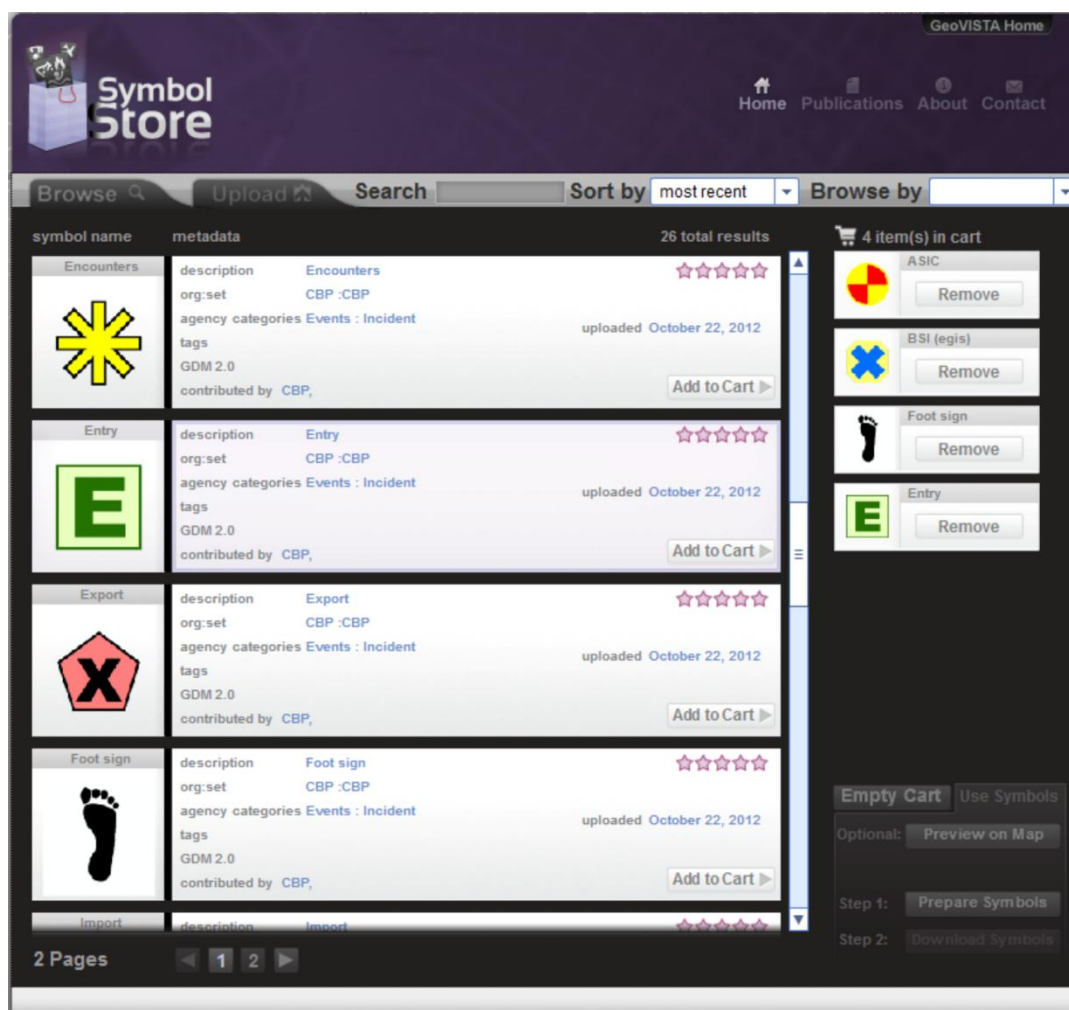 GeoVISTA Home
Symbol
Store
Home Publications About Contact
Browse Upload Search Sort by most recent Browse by
symbol name metadata 26 total results 4 item(s) in cart
Encounters
description Encounters
org:set CBP :CBP
agency categories Events : Incident
uploaded October 22, 2012
tags
GDM 2.0
contributed by CBP,
Add to Cart
Entry
description Entry
org:set CBP :CBP
agency categories Events : Incident
uploaded October 22, 2012
tags
GDM 2.0
contributed by CBP,
Add to Cart
E
Export
description Export
org:set CBP :CBP
agency categories Events : Incident
uploaded October 22, 2012
tags
GDM 2.0
contributed by CBP,
Add to Cart
X
Foot sign
description Foot sign
org:set CBP :CBP
agency categories Events : Incident
uploaded October 22, 2012
tags
GDM 2.0
contributed by CBP,
Add to Cart
Import
description Import
2 Pages 1 2
ASIC
Remove
BSI (egis)
Remove
Foot sign
Remove
Entry
E
Remove
Empty Cart Use Symbols
Optional: Preview on Map
Step 1: Prepare Symbols
Step 2: Download Symbols